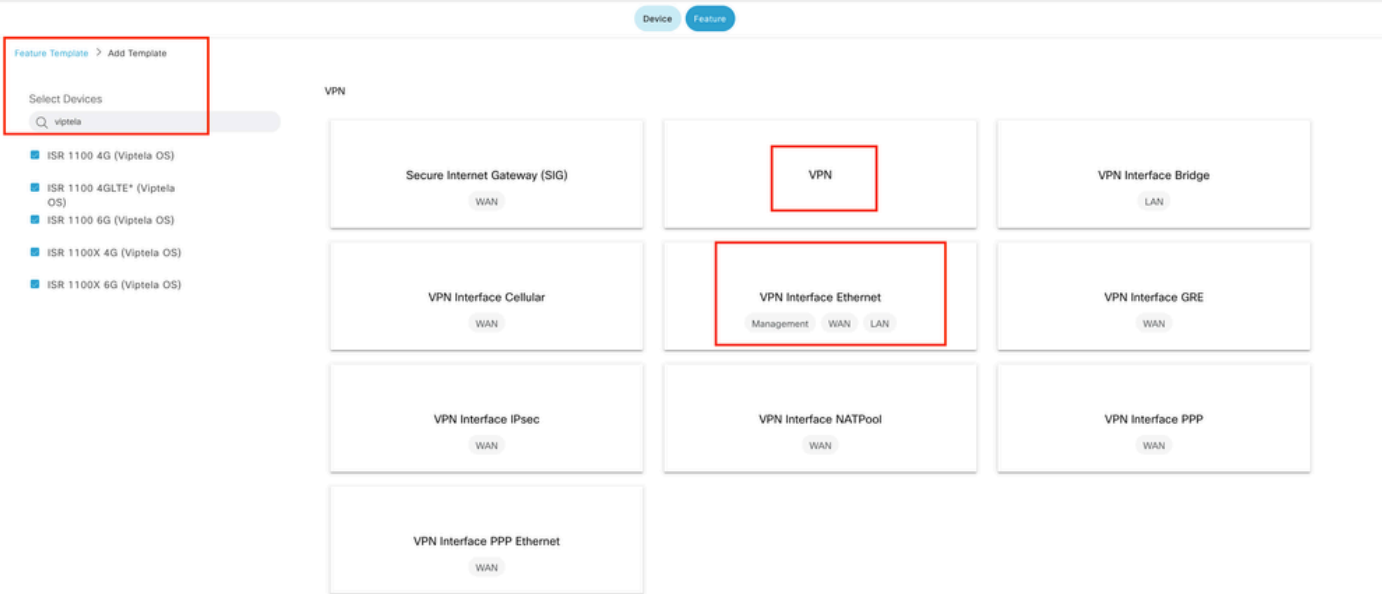 Device Feature
Feature Template > Add Template
Select Devices
viptela
ISR 1100 4G (Viptela OS)
ISR 1100 4GLTE* (Viptela
OS)
ISR 1100 6G (Viptela OS)
ISR 1100X 4G (Viptela OS)
ISR 1100X 6G (Viptela OS)
VPN
Secure Internet Gateway (SIG)
WAN
VPN
VPN Interface Bridge
LAN
VPN Interface Cellular
WAN
VPN Interface Ethernet
Management WAN LAN
VPN Interface GRE
WAN
VPN Interface IPsec
WAN
VPN Interface NATPool
WAN
VPN Interface PPP
WAN
VPN Interface PPP Ethernet
WAN